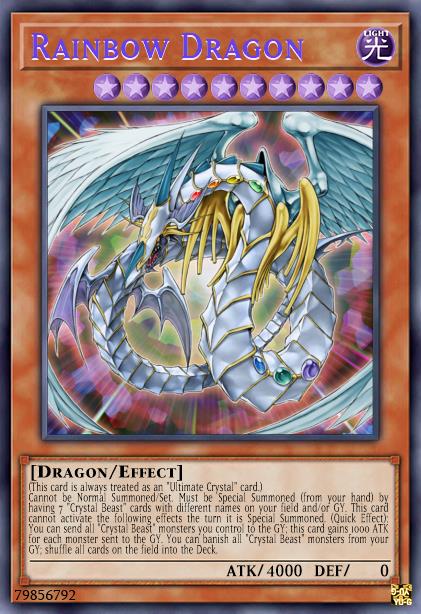 RAINBOW DRAGON
LIGHT
光
[DRAGON/EFFECT]
(This card is always treated as an "Ultimate Crystal" card.)
Cannot be Normal Summoned/Set. Must be Special Summoned (from your hand) by
having 7 "Crystal Beast" cards with different names on your field and/or GY. This card
cannot activate the following effects the turn it is Special Summoned. (Quick Effect):
You can send all "Crystal Beast" monsters you control to the GY; this card gains 1000 ATK
for each monster sent to the GY. You can banish all "Crystal Beast" monsters from your
GY; shuffle all cards on the field into the Deck.
ATK/4000 DEF/ 0
79856792